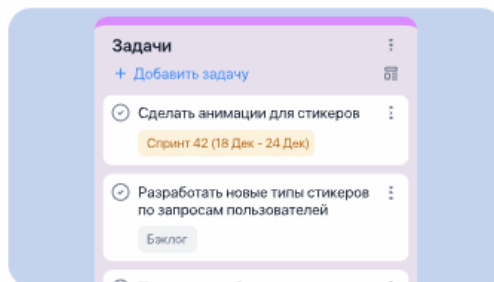 Задачи
+ Добавить задачу
Сделать анимации для стикеров
Спринт 42 (18 Дек - 24 Дек)
Разработать новые типы стикеров
по запросам пользователей
Бэклог